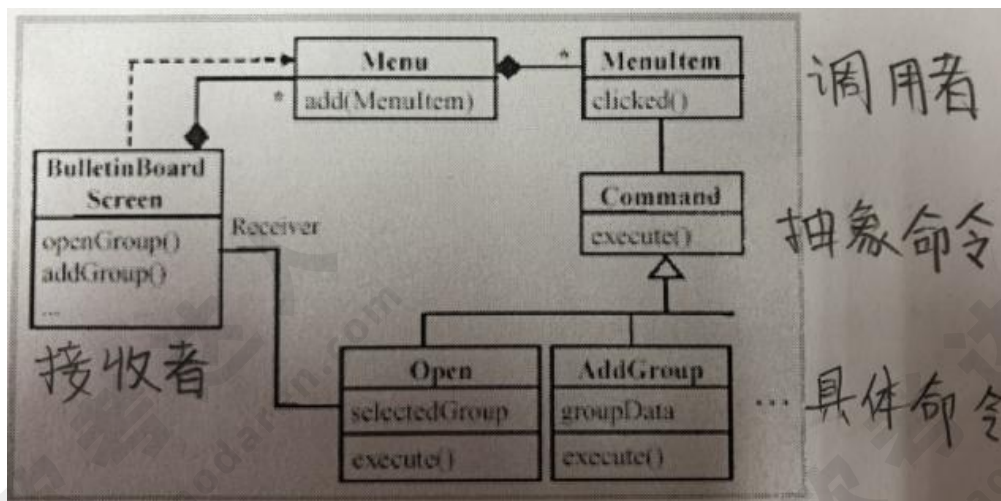 Menu
add(MenuItem)
*
*
MenuItem
clicked()
调用者
BulletinBoard
Screen
openGroup()
addGroup()
...
Receiver
接收者
Command
execute()
抽象命令
Open
selectedGroup
execute()
AddGroup
groupData
execute()
... 具体命令